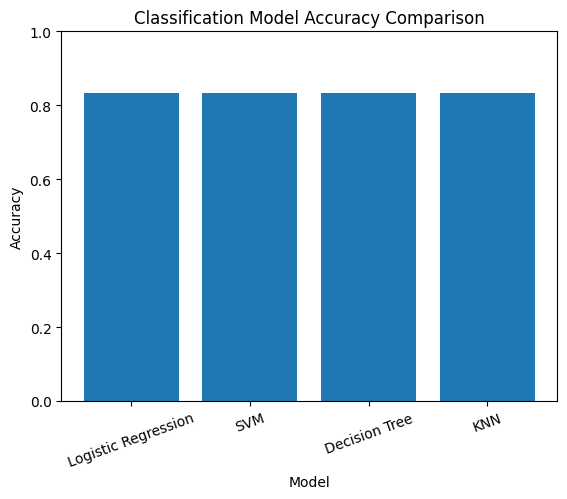 Classification Model Accuracy Comparison
1.0
0.8
0.6
0.4
0.2
0.0
Accuracy
Logistic Regression
SVM
Decision Tree
KNN
Model